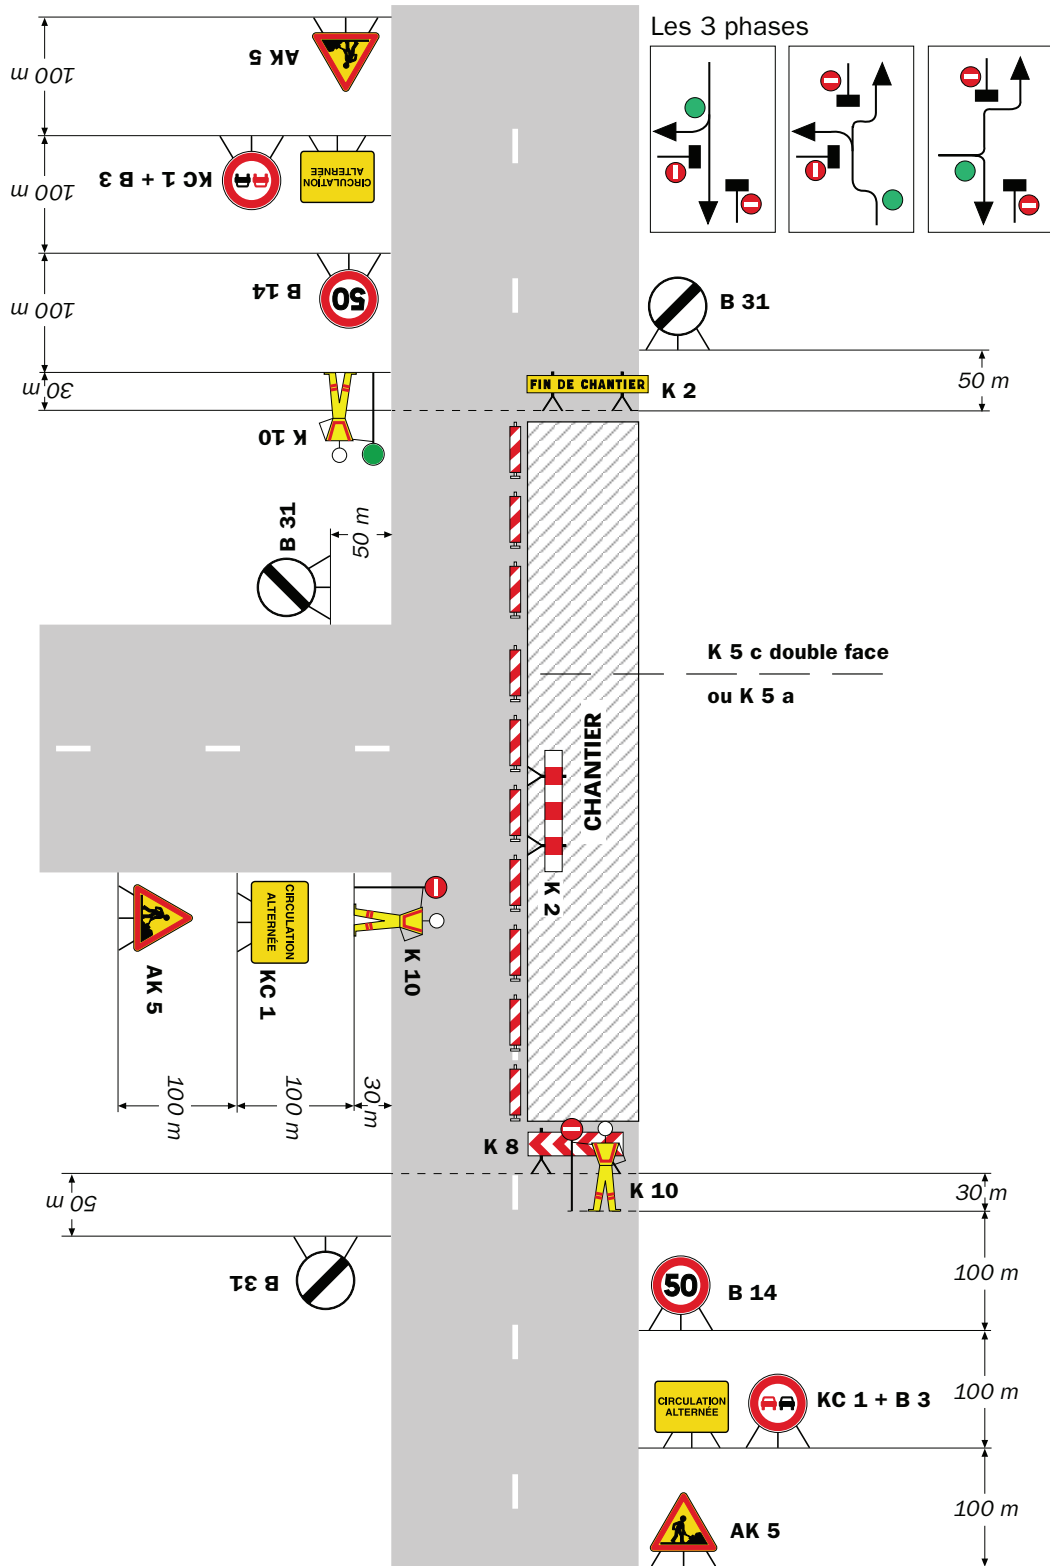 Les 3 phases
AK 5
100 m
KC 1 + B 3
CIRCULATION
ALTERNÉE
100 m
B 14
50
100 m
B 31
50 m
FIN DE CHANTIER
K 2
30 m
K 10
B 31
50 m
K 5 c double face
ou K 5 a
CHANTIER
K 2
AK 5
CIRCULATION
ALTERNÉE
KC 1
K 10
100 m
100 m
30 m
K 8
K 10
30 m
50 m
B 31
50
B 14
100 m
CIRCULATION
ALTERNÉE
KC 1 + B 3
100 m
AK 5
100 m